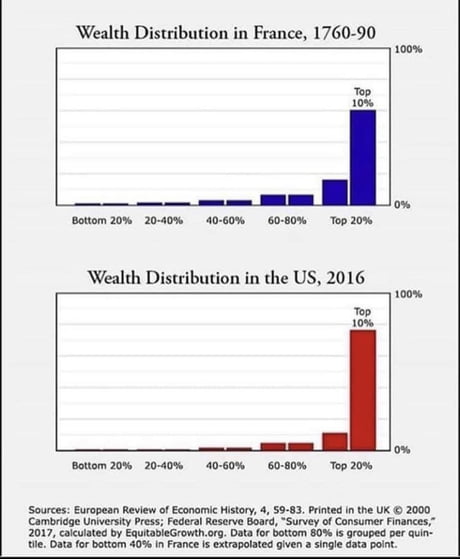 Wealth Distribution in France, 1760-90
100%
Top
10%
0%
Bottom 20% 20-40% 40-60% 60-80% Top 20%
Wealth Distribution in the US, 2016
100%
Top
10%
0%
Bottom 20% 20-40% 40-60% 60-80% Top 20%
Sources: European Review of Economic History, 4, 59-83. Printed in the UK © 2000
Cambridge University Press; Federal Reserve Board, "Survey of Consumer Finances,"
2017, calculated by EquitableGrowth.org. Data for bottom 80% is grouped per quin-
tile. Data for bottom 40% in France is extrapolated given a single data point.